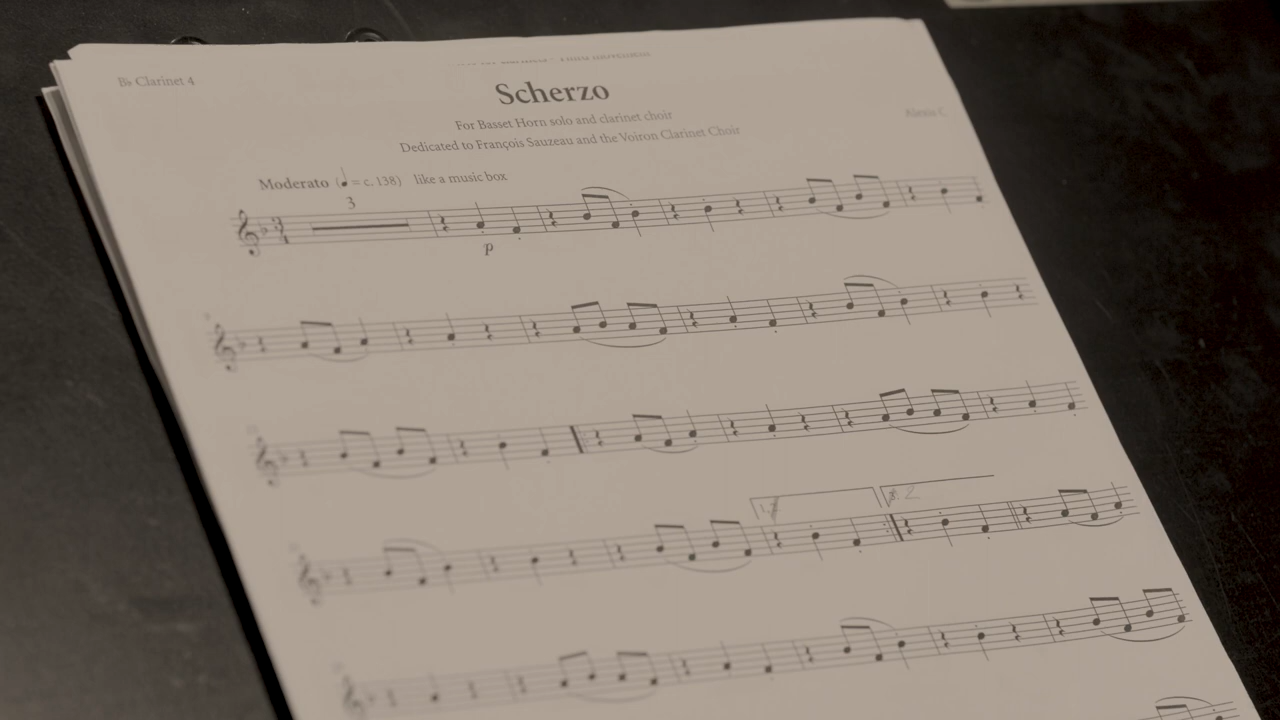 B♭ Clarinet 4
Scherzo
For Basset Horn solo and clarinet choir
Dedicated to François Sauzeau and the Voiron Clarinet Choir
Alexis C
Moderato (♩ = c. 138) like a music box
3
p
1.
2